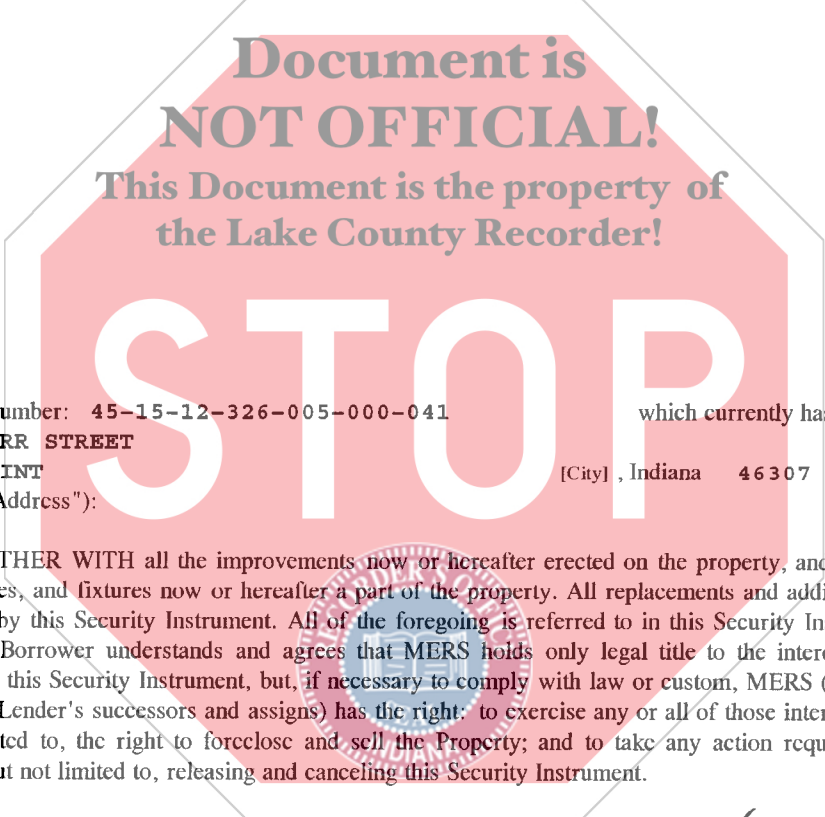 Document is
NOT OFFICIAL!
This Document is the property of
the Lake County Recorder!
STOP
umber: 45-15-12-326-005-000-041 which currently has
RR STREET
INT [City] , Indiana 46307
Address"):
THER WITH all the improvements now or hereafter erected on the property, and
es, and fixtures now or hereafter a part of the property. All replacements and addi
by this Security Instrument. All of the foregoing is referred to in this Security In
Borrower understands and agrees that MERS holds only legal title to the intere
this Security Instrument, but, if necessary to comply with law or custom, MERS (
Lender's successors and assigns) has the right: to exercise any or all of those inter
ted to, the right to foreclose and sell the Property; and to take any action requ
t not limited to, releasing and canceling this Security Instrument.
RECORDER'S OFFICE
INDIANA